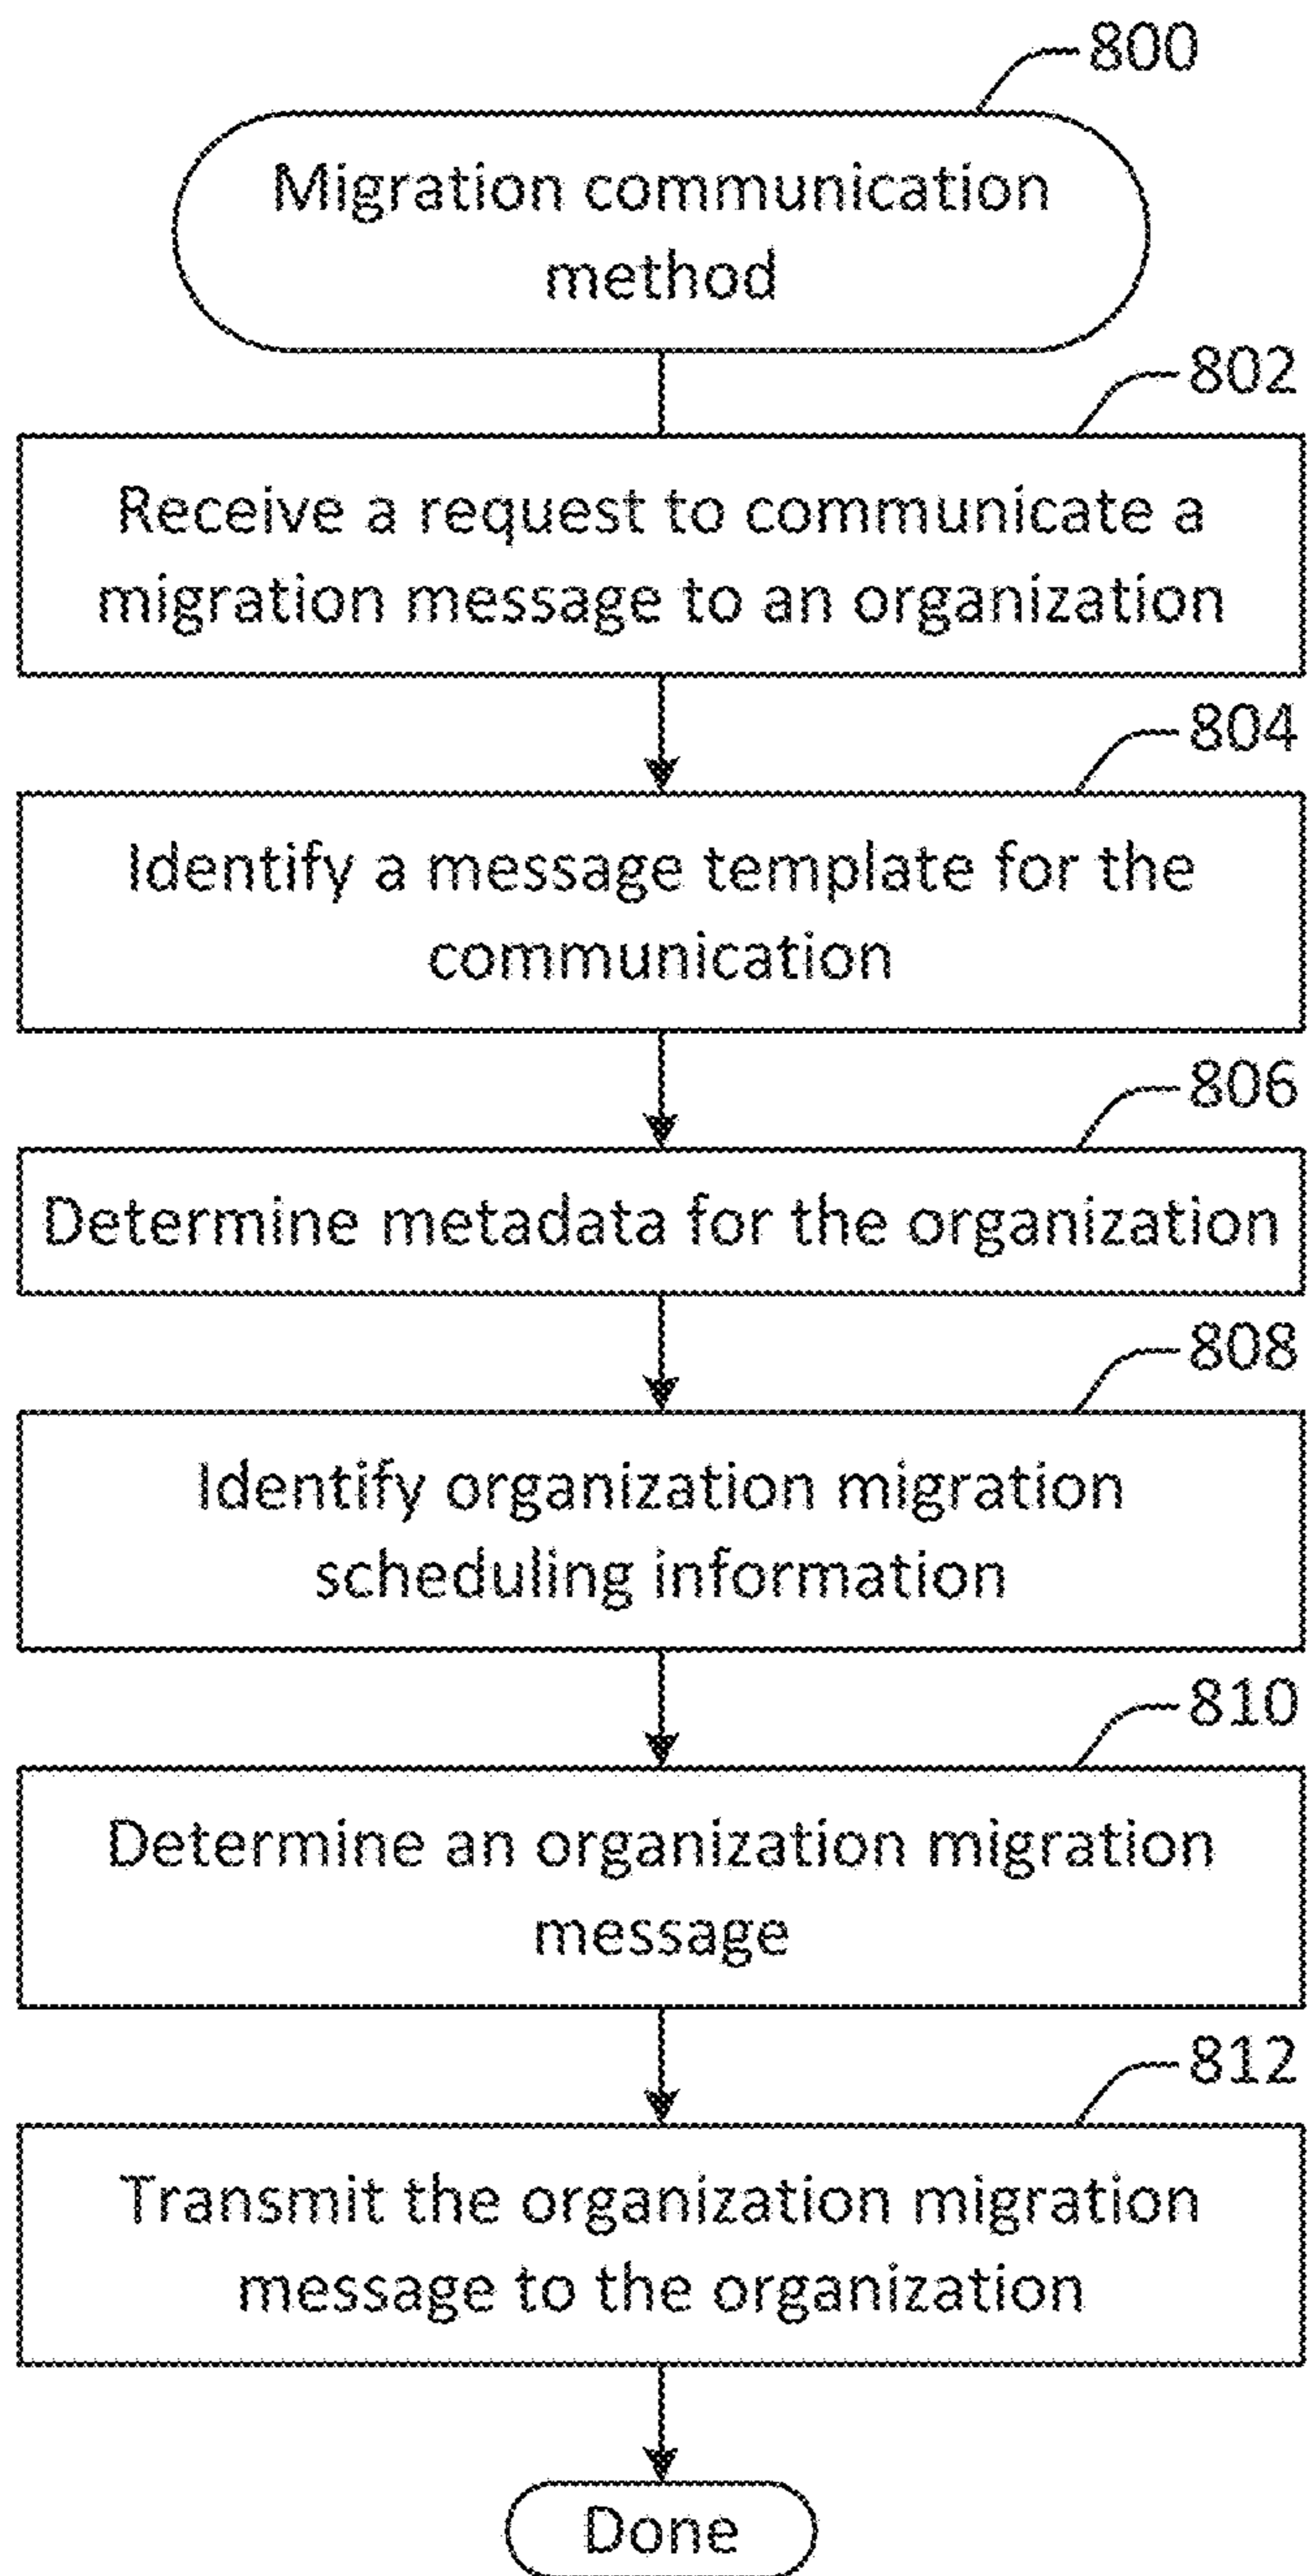 800
Migration communication
method
802
Receive a request to communicate a
migration message to an organization
804
Identify a message template for the
communication
806
Determine metadata for the organization
808
Identify organization migration
scheduling information
810
Determine an organization migration
message
812
Transmit the organization migration
message to the organization
Done